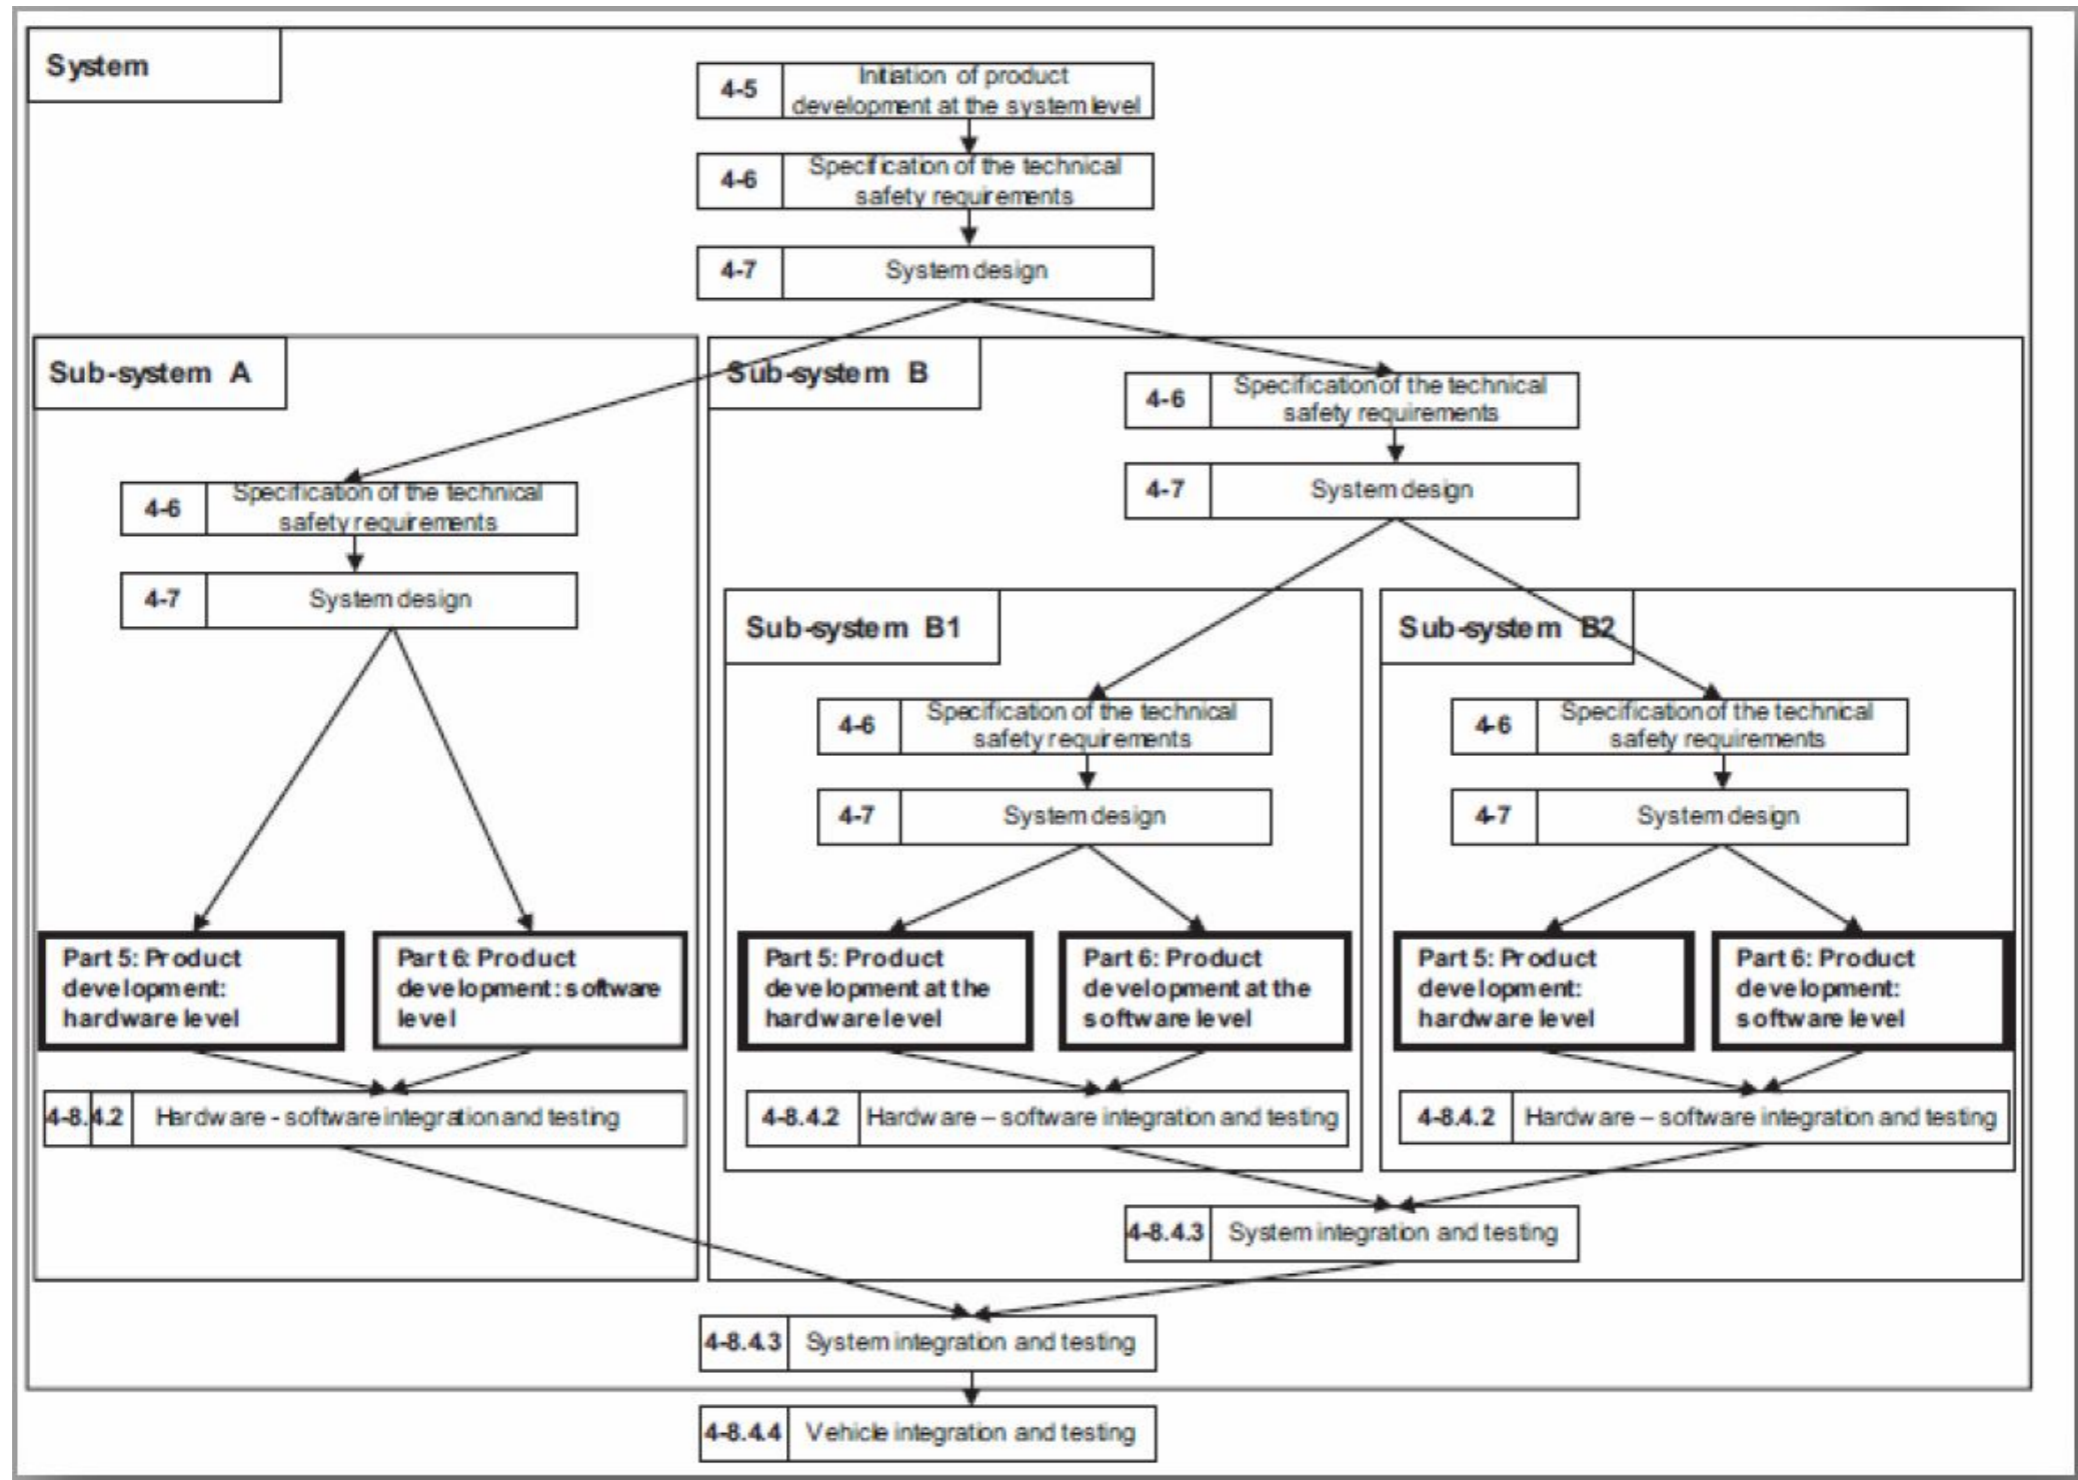 System
4-5
Initiation of product
development at the system level
4-6
Specification of the technical
safety requirements
4-7
System design
Sub-system A
Sub-system B
4-6
Specification of the technical
safety requirements
4-7
System design
4-6
Specification of the technical
safety requirements
4-7
System design
Sub-system B1
Sub-system B2
4-6
Specification of the technical
safety requirements
4-7
System design
4-6
Specification of the technical
safety requirements
4-7
System design
Part 5: Product
development:
hardware level
Part 6: Product
development: software
level
Part 5: Product
development at the
hardware level
Part 6: Product
development at the
software level
Part 5: Product
development:
hardware level
Part 6: Product
development:
software level
4-8.4.2
Hardware - software integration and testing
4-8.4.2
Hardware – software integration and testing
4-8.4.2
Hardware – software integration and testing
4-8.4.3
System integration and testing
4-8.4.3
System integration and testing
4-8.4.4
Vehicle integration and testing